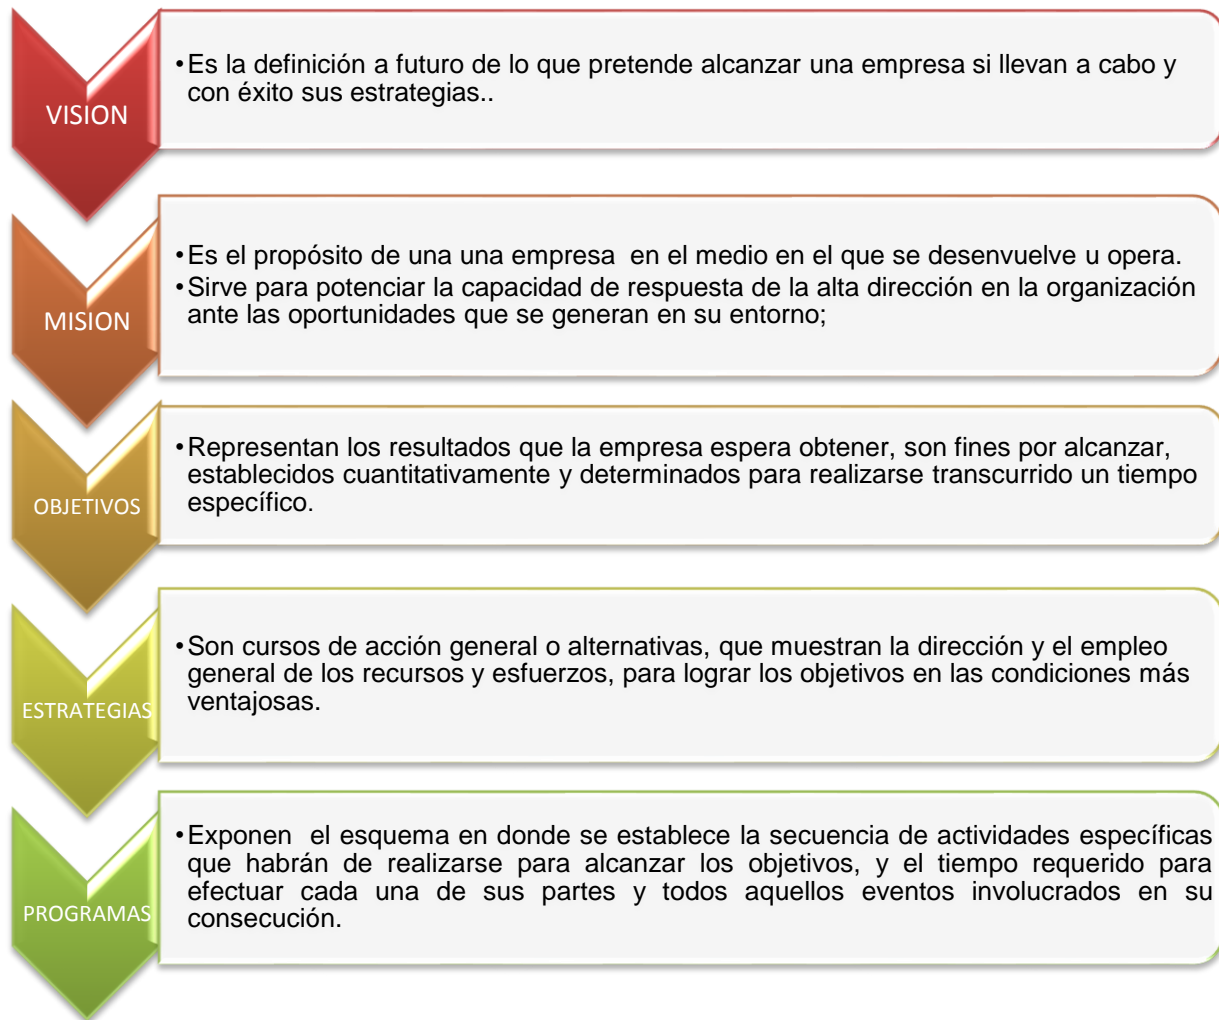 VISION
•Es la definición a futuro de lo que pretende alcanzar una empresa si llevan a cabo y
con éxito sus estrategias..
MISION
•Es el propósito de una una empresa  en el medio en el que se desenvuelve u opera.
•Sirve para potenciar la capacidad de respuesta de la alta dirección en la organización
ante las oportunidades que se generan en su entorno;
OBJETIVOS
•Representan los resultados que la empresa espera obtener, son fines por alcanzar,
establecidos cuantitativamente y determinados para realizarse transcurrido un tiempo
específico.
ESTRATEGIAS
•Son cursos de acción general o alternativas, que muestran la dirección y el empleo
general de los recursos y esfuerzos, para lograr los objetivos en las condiciones más
ventajosas.
PROGRAMAS
•Exponen  el esquema en donde se establece la secuencia de actividades específicas
que habrán de realizarse para alcanzar los objetivos, y el tiempo requerido para
efectuar cada una de sus partes y todos aquellos eventos involucrados en su
consecución.